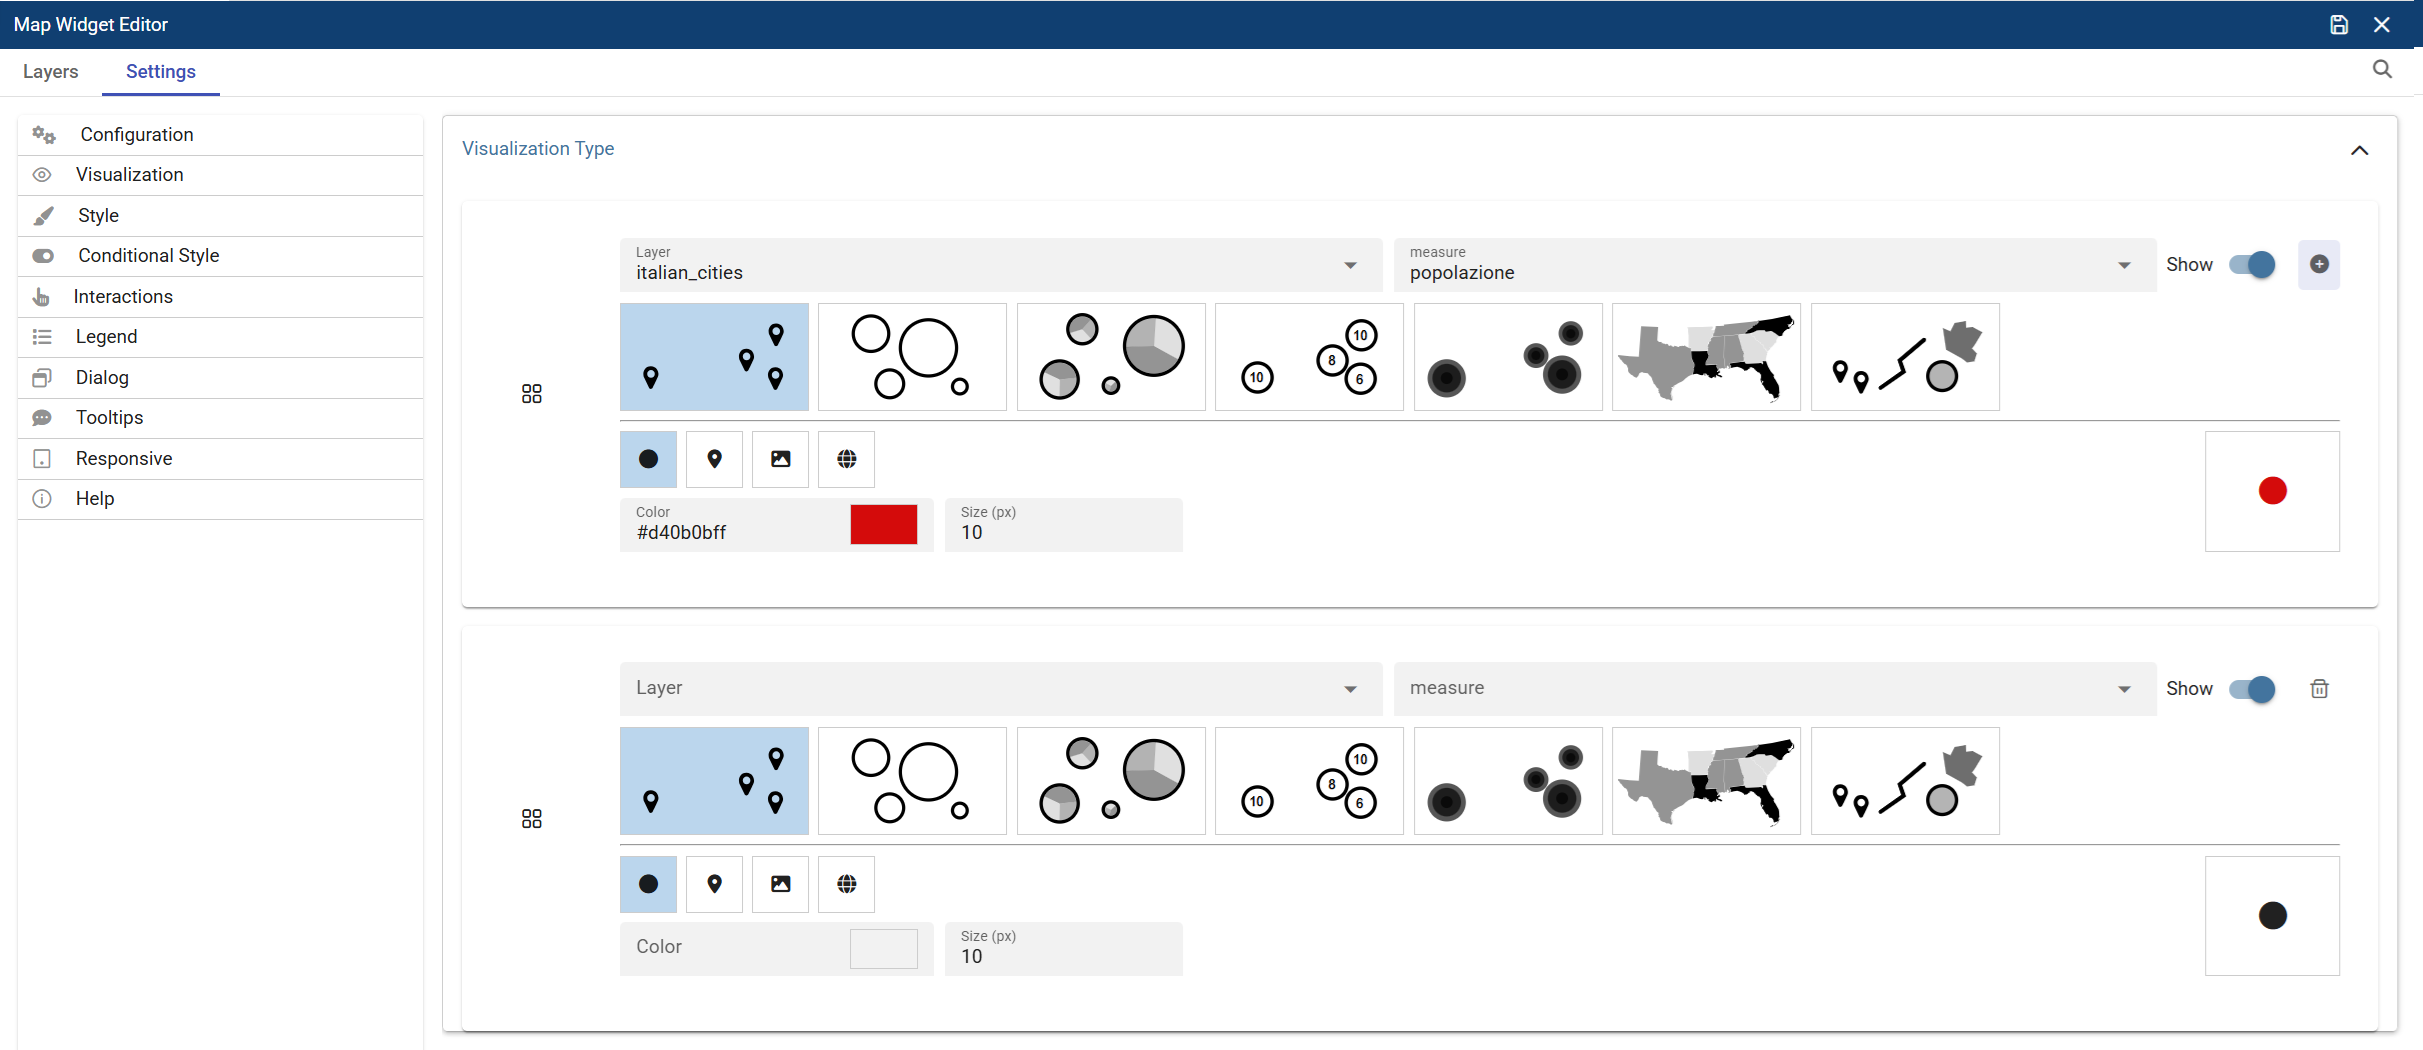 Map Widget Editor
Layers
Settings
Configuration
Visualization
Style
Conditional Style
Interactions
Legend
Dialog
Tooltips
Responsive
Help
Visualization Type
Layer
italian_cities
measure
popolazione
Show
10
8
10
6
Color
#d40b0bff
Size (px)
10
Layer
measure
Show
10
8
10
6
Color
Size (px)
10